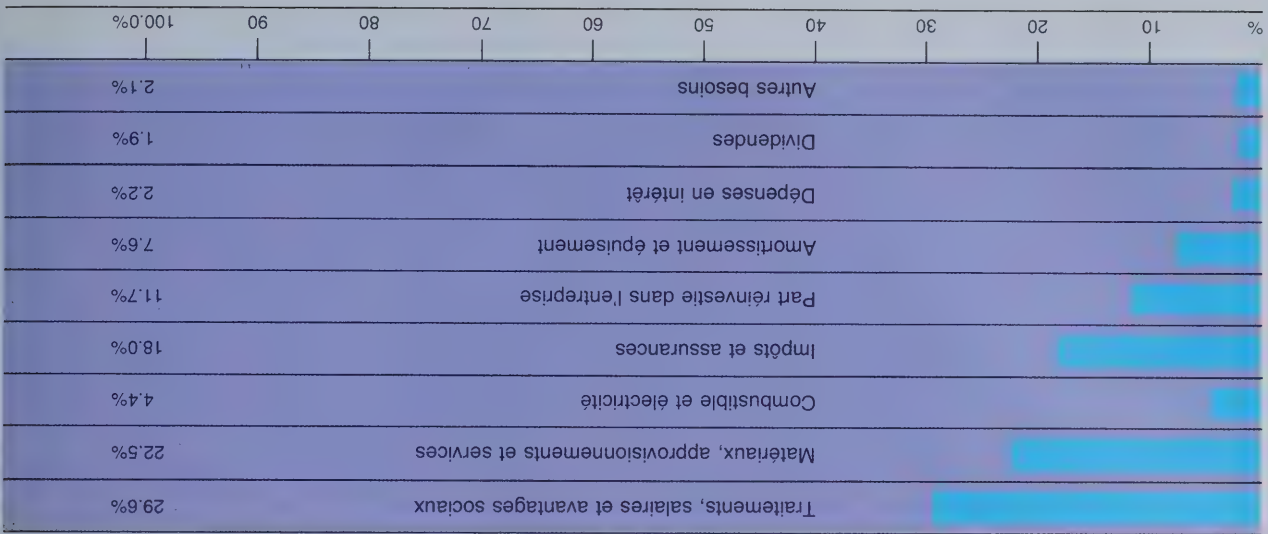 Traitements, salaires et avantages sociaux 29.6%
Matériaux, approvisionnements et services 22.5%
Combustible et électricité 4.4%
Impôts et assurances 18.0%
Part réinvestie dans l'entreprise 11.7%
Amortissement et épuisement 7.6%
Dépenses en intérêt 2.2%
Dividendes 1.9%
Autres besoins 2.1%
% 10 20 30 40 50 60 70 80 90 100.0%